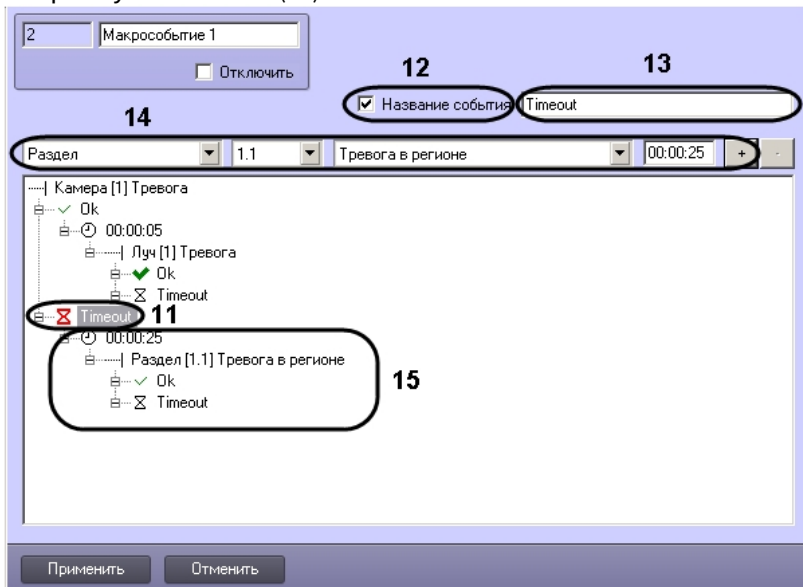 2 Макрособытие 1
Отключить
12 13
Название события Timeout
14
Раздел 1.1 Тревога в регионе 00:00:25 + -
Камера [1] Тревога
Ok
00:00:05
Луч [1] Тревога
Ok
Timeout
Timeout 11
00:00:25
Раздел [1.1] Тревога в регионе
Ok 15
Timeout
Применить Отменить